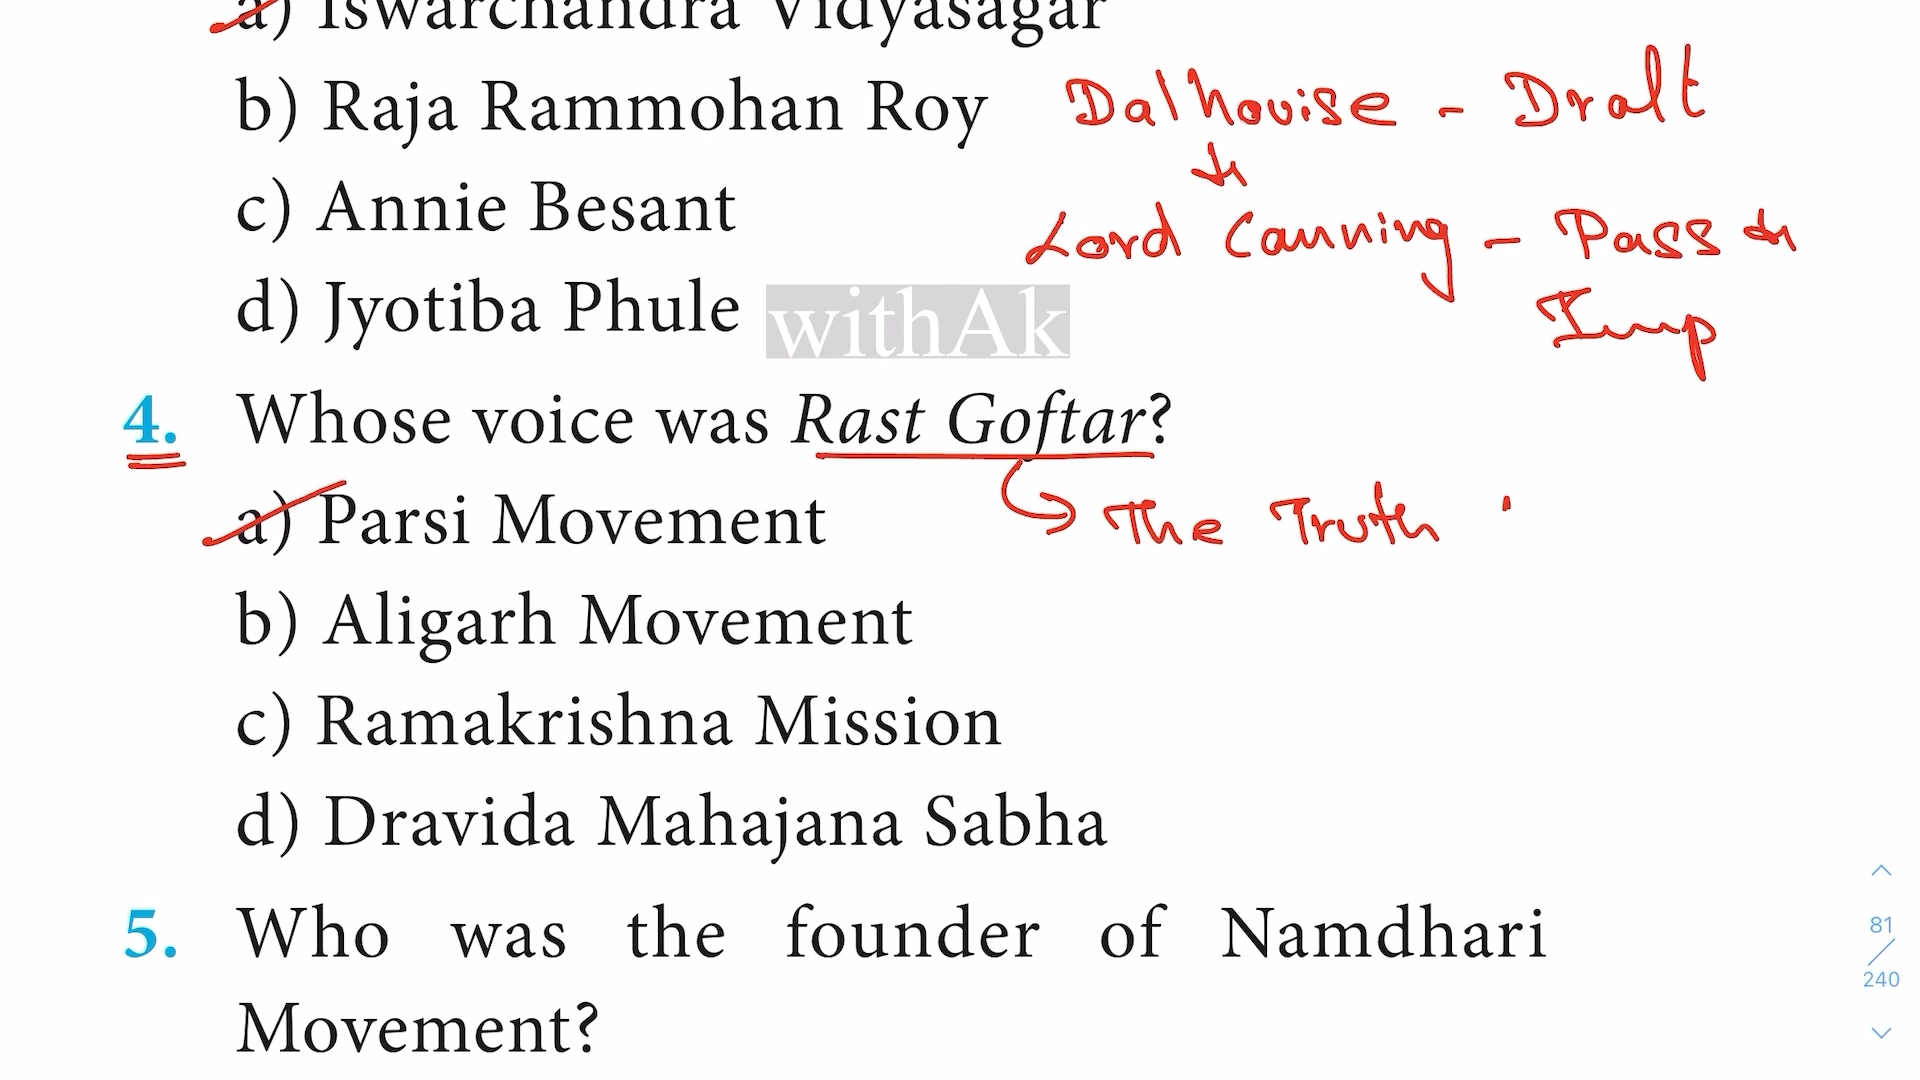 a) Iswarchandra Vidyasagar
b) Raja Rammohan Roy
Dalhouise - Draft
c) Annie Besant
Lord Canning - Pass &
d) Jyotiba Phule
withAk
Imp
4. Whose voice was Rast Goftar?
a) Parsi Movement
The Truth
b) Aligarh Movement
c) Ramakrishna Mission
d) Dravida Mahajana Sabha
5. Who was the founder of Namdhari
Movement?
81
240